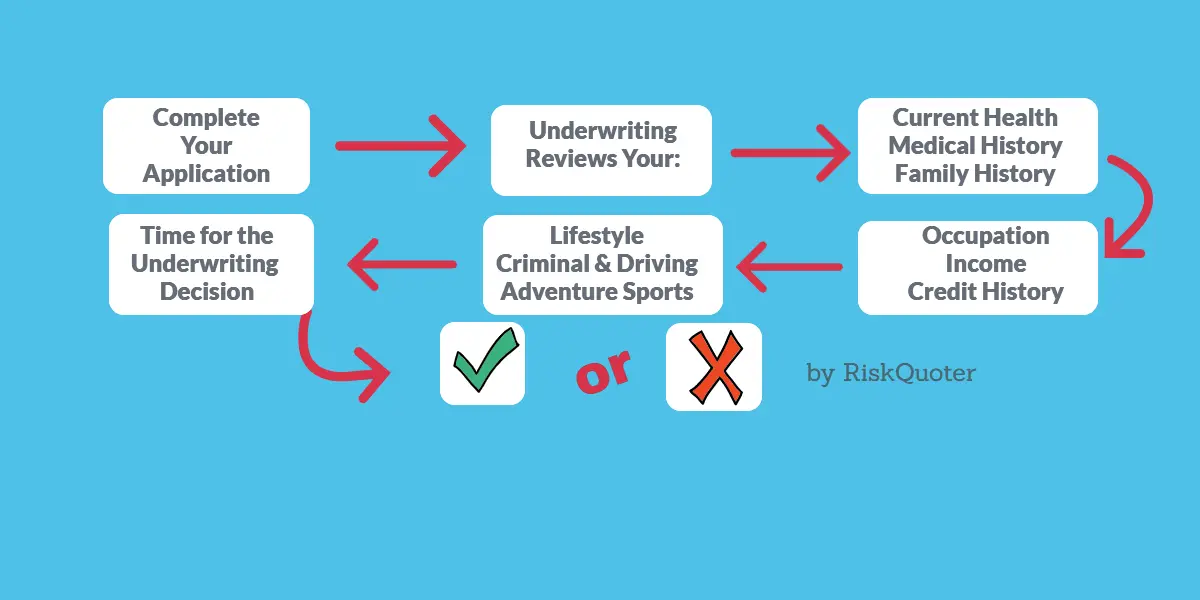 Complete
Your
Application
Underwriting
Reviews Your:
Current Health
Medical History
Family History
Occupation
Income
Credit History
Lifestyle
Criminal & Driving
Adventure Sports
Time for the
Underwriting
Decision
or
by RiskQuoter